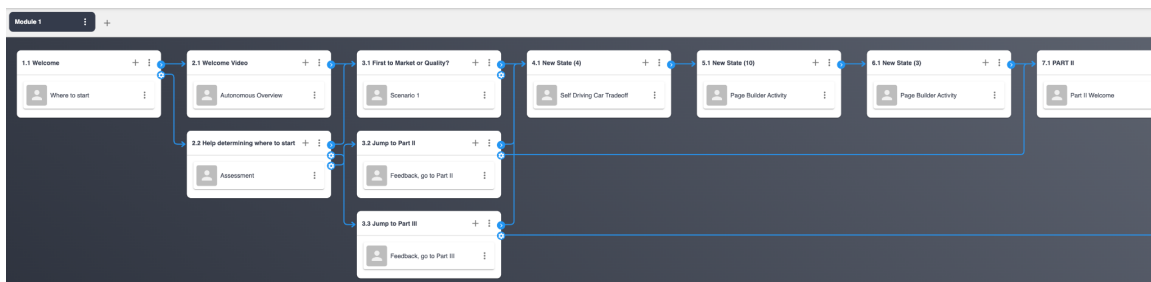 Module 1
1.1 Welcome
Where to start
2.1 Welcome Video
Autonomous Overview
2.2 Help determining where to start
Assessment
3.1 First to Market or Quality?
Scenario 1
3.2 Jump to Part II
Feedback, go to Part II
3.3 Jump to Part III
Feedback, go to Part III
4.1 New State (4)
Self Driving Car Tradeoff
5.1 New State (10)
Page Builder Activity
6.1 New State (3)
Page Builder Activity
7.1 PART II
Part II Welcome